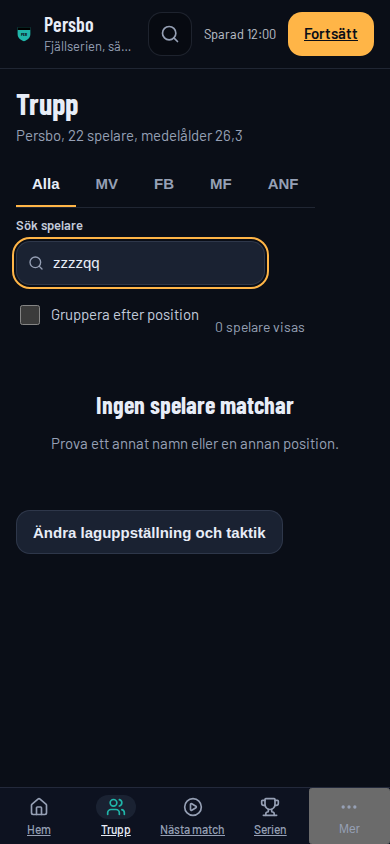 Persbo
Fjällserien, sä...
Sparad 12:00
Fortsätt
Trupp
Persbo, 22 spelare, medelålder 26,3
Alla MV FB MF ANF
Sök spelare
zzzzqq
Gruppera efter position
0 spelare visas
Ingen spelare matchar
Prova ett annat namn eller en annan position.
Ändra laguppställning och taktik
Hem Trupp Nästa match Serien Mer